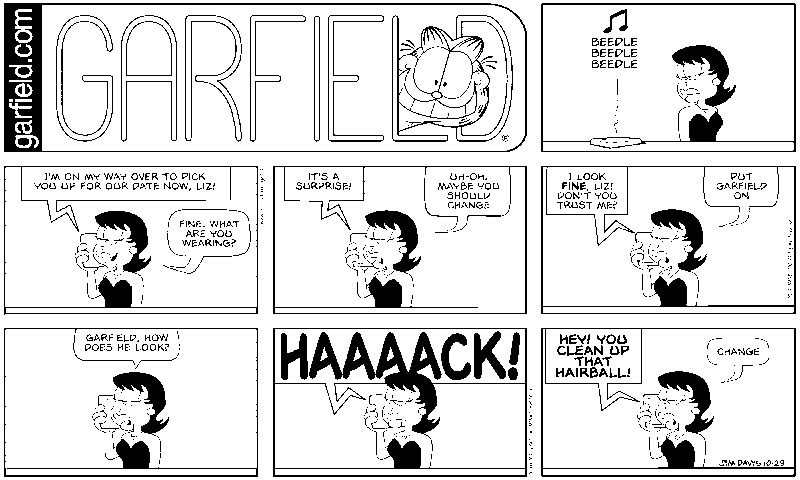 garfield.com
GARFIELD
BEEDLE
BEEDLE
BEEDLE
I'M ON MY WAY OVER TO PICK
YOU UP FOR OUR DATE NOW, LIZ!
FINE. WHAT
ARE YOU
WEARING?
IT'S A
SURPRISE!
UH-OH.
MAYBE YOU
SHOULD
CHANGE
I LOOK
FINE, LIZ!
DON'T YOU
TRUST ME?
PUT
GARFIELD
ON
GARFIELD, HOW
DOES HE LOOK?
HAAAAACK!
HEY! YOU
CLEAN UP
THAT
HAIRBALL!
CHANGE
JIM DAVIS 10-29